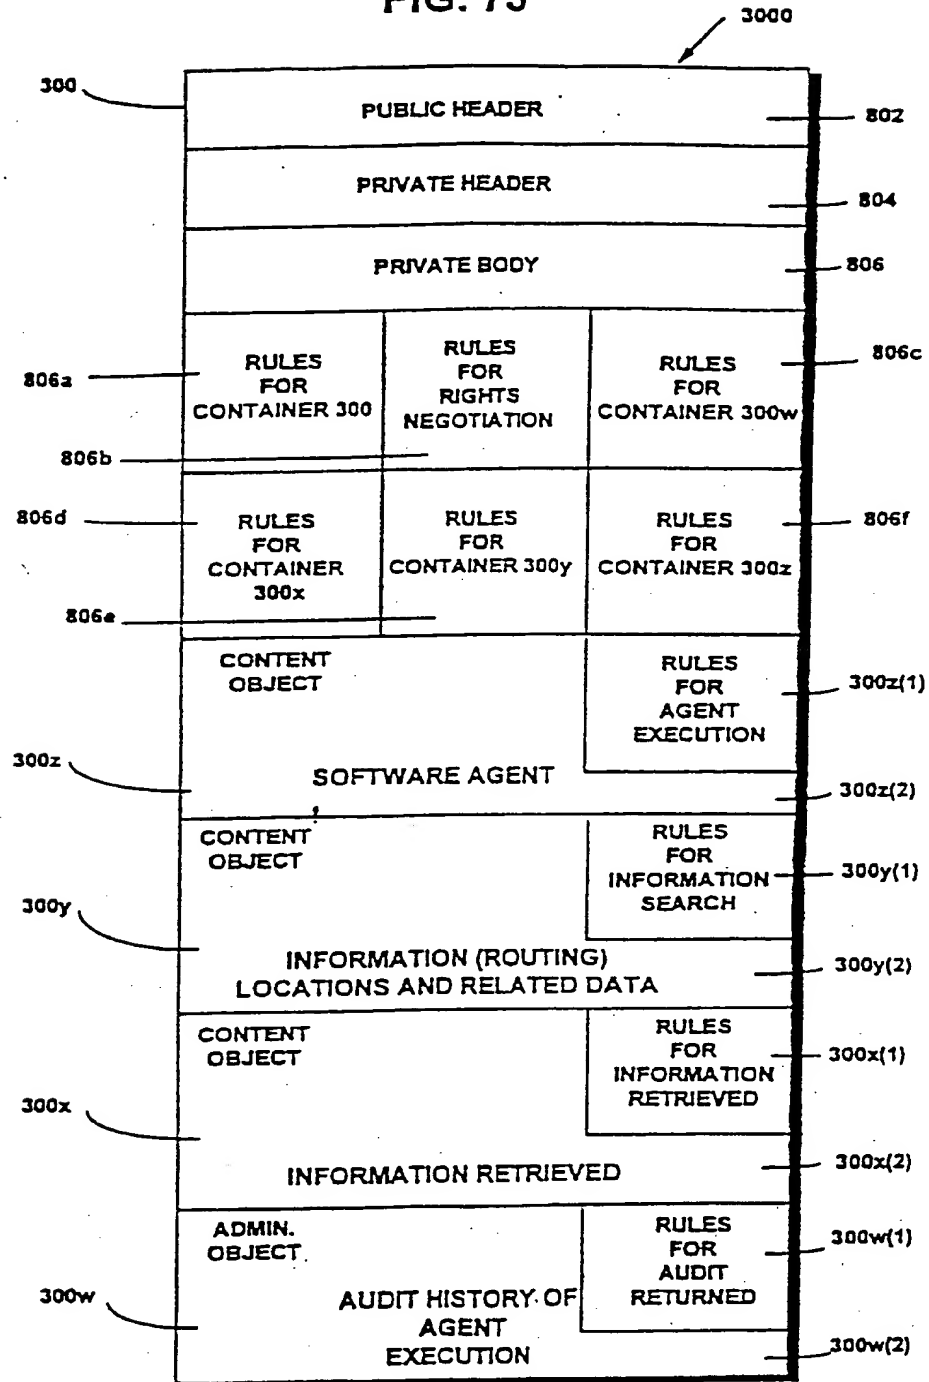 FIG. 73
3000
300
PUBLIC HEADER
802
PRIVATE HEADER
804
PRIVATE BODY
806
806a
RULES
FOR
CONTAINER 300
RULES
FOR
RIGHTS
NEGOTIATION
806b
RULES
FOR
CONTAINER 300w
806c
806d
RULES
FOR
CONTAINER
300x
RULES
FOR
CONTAINER 300y
806e
RULES
FOR
CONTAINER 300z
806f
CONTENT
OBJECT
RULES
FOR
AGENT
EXECUTION
300z(1)
300z
SOFTWARE AGENT
300z(2)
CONTENT
OBJECT
RULES
FOR
INFORMATION
SEARCH
300y(1)
300y
INFORMATION (ROUTING)
LOCATIONS AND RELATED DATA
300y(2)
CONTENT
OBJECT
RULES
FOR
INFORMATION
RETRIEVED
300x(1)
300x
INFORMATION RETRIEVED
300x(2)
ADMIN.
OBJECT
RULES
FOR
AUDIT
RETURNED
300w(1)
300w
AUDIT HISTORY OF
AGENT
EXECUTION
300w(2)